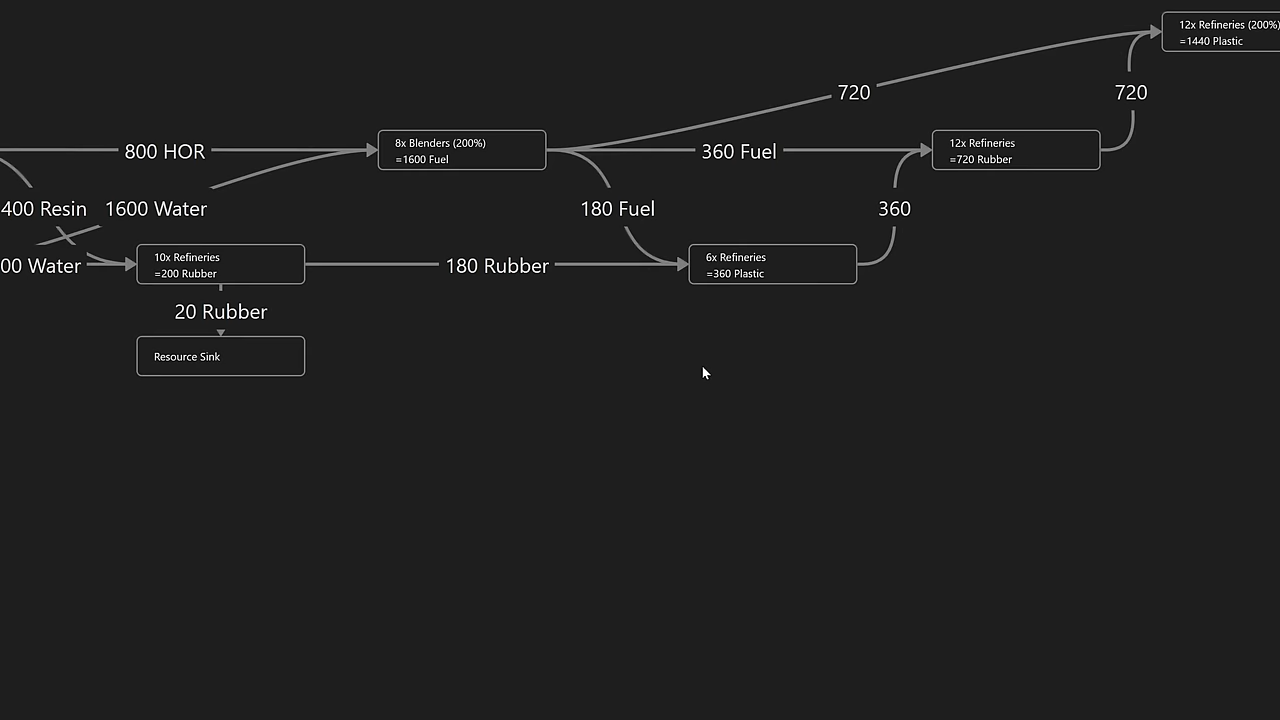 12x Refineries (200%)
=1440 Plastic
720
720
800 HOR
8x Blenders (200%)
=1600 Fuel
360 Fuel
12x Refineries
=720 Rubber
400 Resin
1600 Water
180 Fuel
360
00 Water
10x Refineries
=200 Rubber
180 Rubber
6x Refineries
=360 Plastic
20 Rubber
Resource Sink